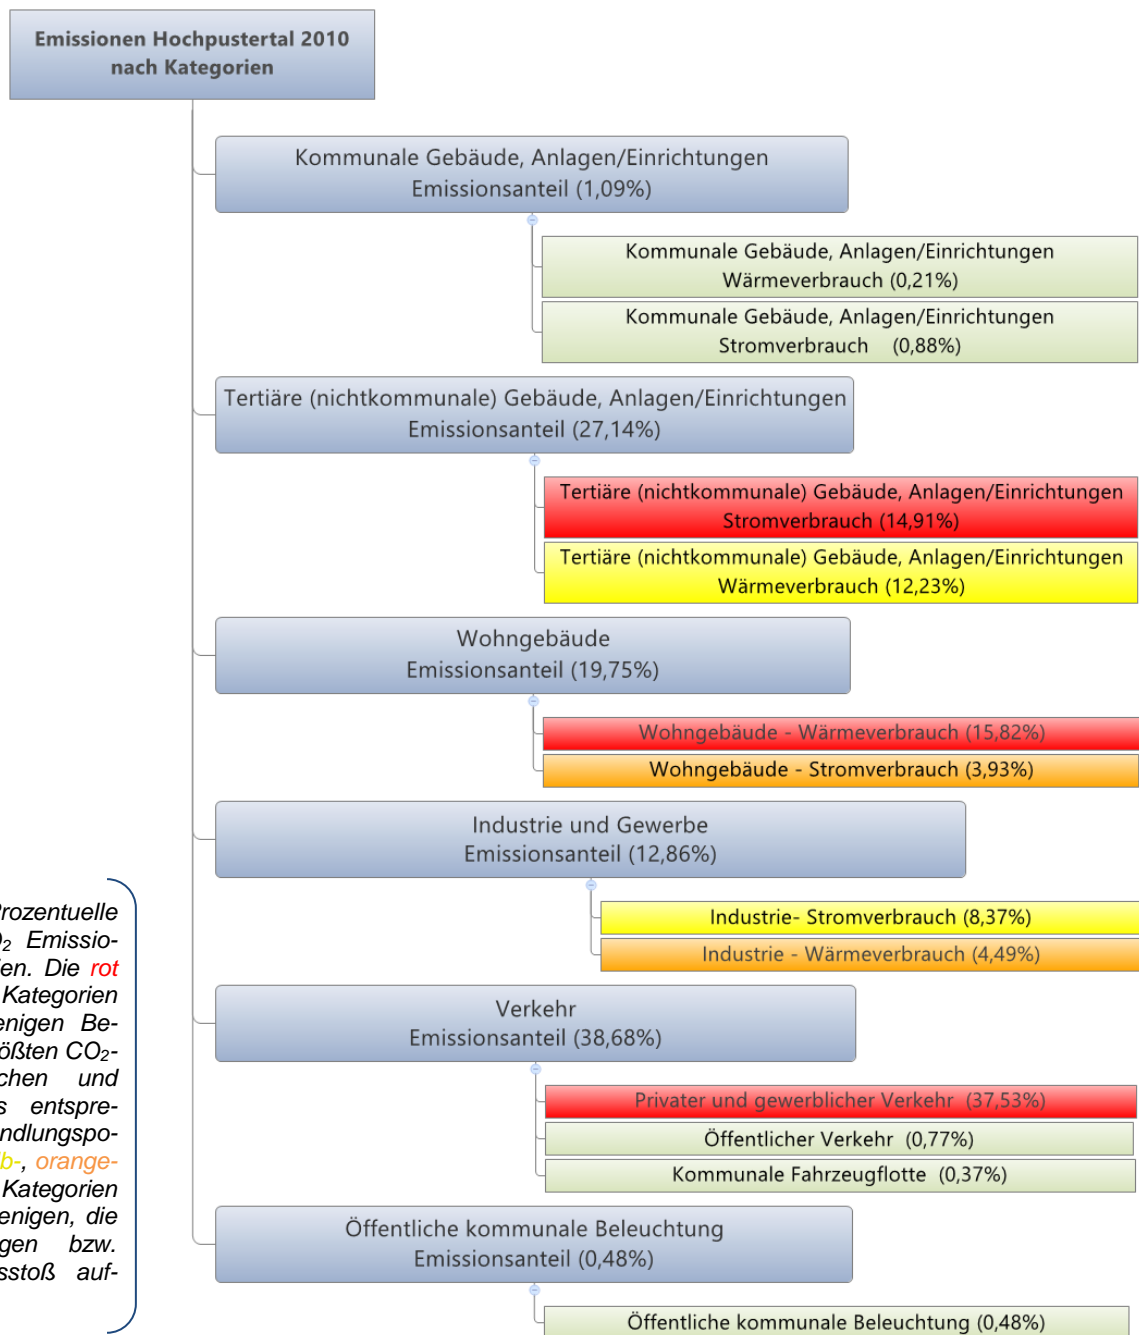 Emissionen Hochpustertal 2010
nach Kategorien
Kommunale Gebäude, Anlagen/Einrichtungen
Emissionsanteil (1,09%)
Kommunale Gebäude, Anlagen/Einrichtungen
Wärmeverbrauch (0,21%)
Kommunale Gebäude, Anlagen/Einrichtungen
Stromverbrauch (0,88%)
Tertiäre (nichtkommunale) Gebäude, Anlagen/Einrichtungen
Emissionsanteil (27,14%)
Tertiäre (nichtkommunale) Gebäude, Anlagen/Einrichtungen
Stromverbrauch (14,91%)
Tertiäre (nichtkommunale) Gebäude, Anlagen/Einrichtungen
Wärmeverbrauch (12,23%)
Wohngebäude
Emissionsanteil (19,75%)
Wohngebäude - Wärmeverbrauch (15,82%)
Wohngebäude - Stromverbrauch (3,93%)
Industrie und Gewerbe
Emissionsanteil (12,86%)
Industrie- Stromverbrauch (8,37%)
Industrie - Wärmeverbrauch (4,49%)
Verkehr
Emissionsanteil (38,68%)
Privater und gewerblicher Verkehr (37,53%)
Öffentlicher Verkehr (0,77%)
Kommunale Fahrzeugflotte (0,37%)
Öffentliche kommunale Beleuchtung
Emissionsanteil (0,48%)
Öffentliche kommunale Beleuchtung (0,48%)
Prozentuelle
Emissio-
en. Die rot
Kategorien
enigen Be-
ößten CO₂-
chen und
s entspre-
ndlungspo-
b-, orange-
Kategorien
enigen, die
gen bzw.
sstoß auf-